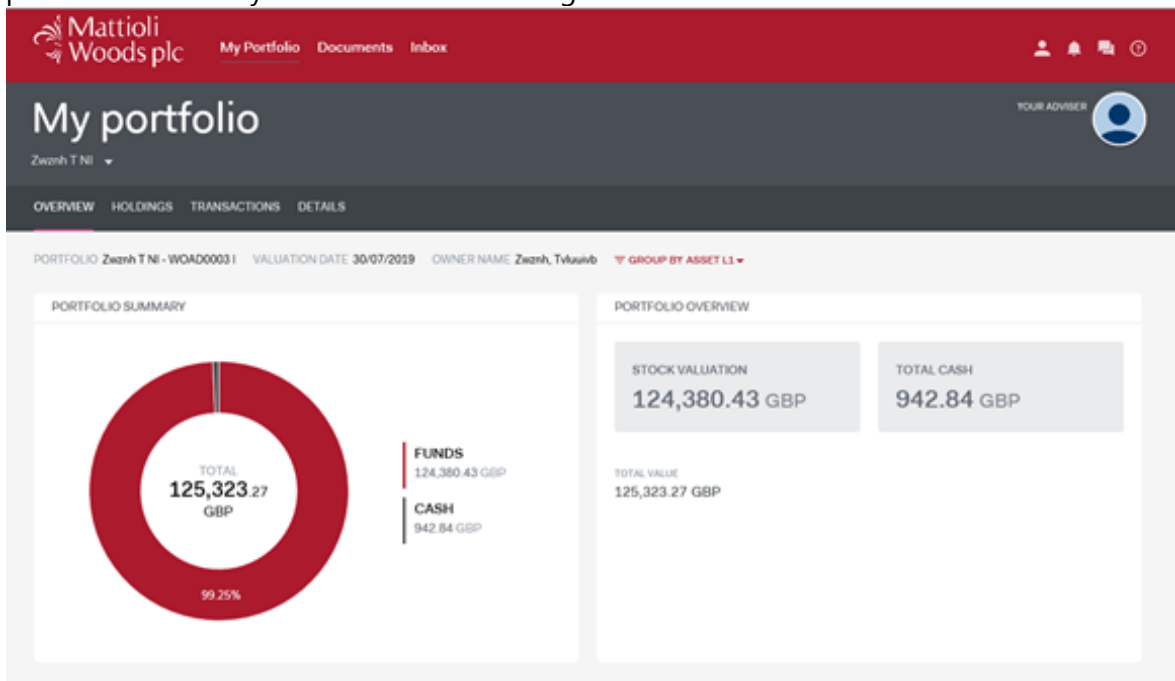 Mattioli
Woods plc
My Portfolio Documents Inbox
My portfolio
YOUR ADVISER
Zwznh T NI
OVERVIEW HOLDINGS TRANSACTIONS DETAILS
PORTFOLIO Zwznh T NI - WOAD0003 I VALUATION DATE 30/07/2019 OWNER NAME Zwznh, GROUP BY ASSET L1
PORTFOLIO SUMMARY
TOTAL
125,323.27
GBP
99.25%
FUNDS
124,380.43 GBP
CASH
942.84 GBP
PORTFOLIO OVERVIEW
STOCK VALUATION
124,380.43 GBP
TOTAL CASH
942.84 GBP
TOTAL VALUE
125,323.27 GBP